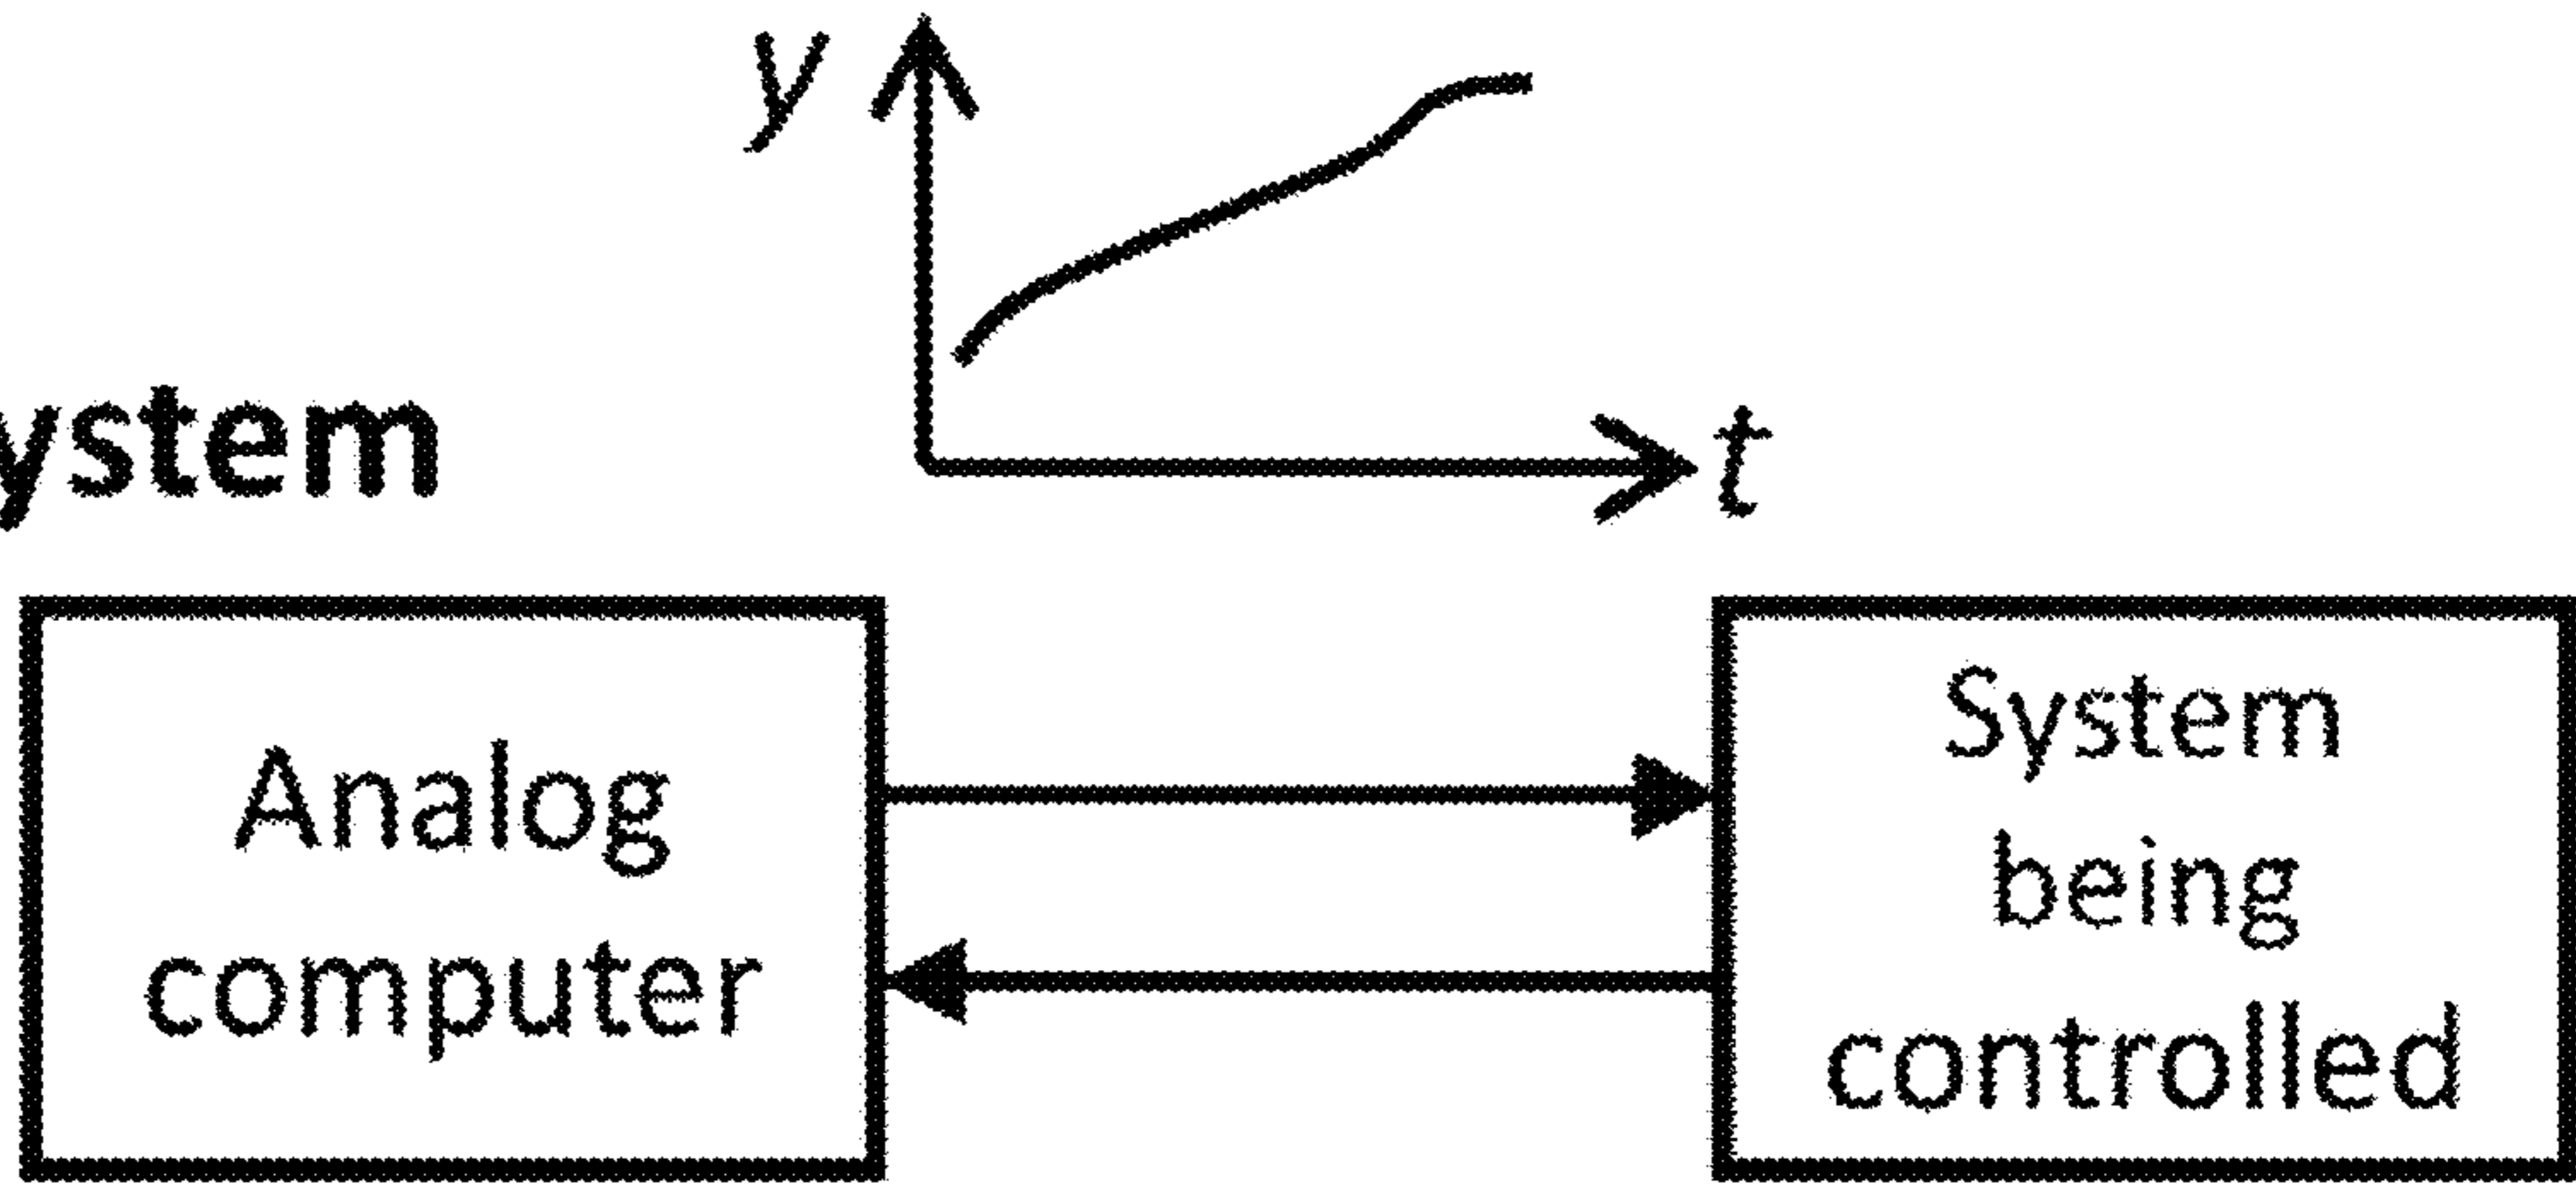 y
ystem
t
Analog
computer
System
being
controlled